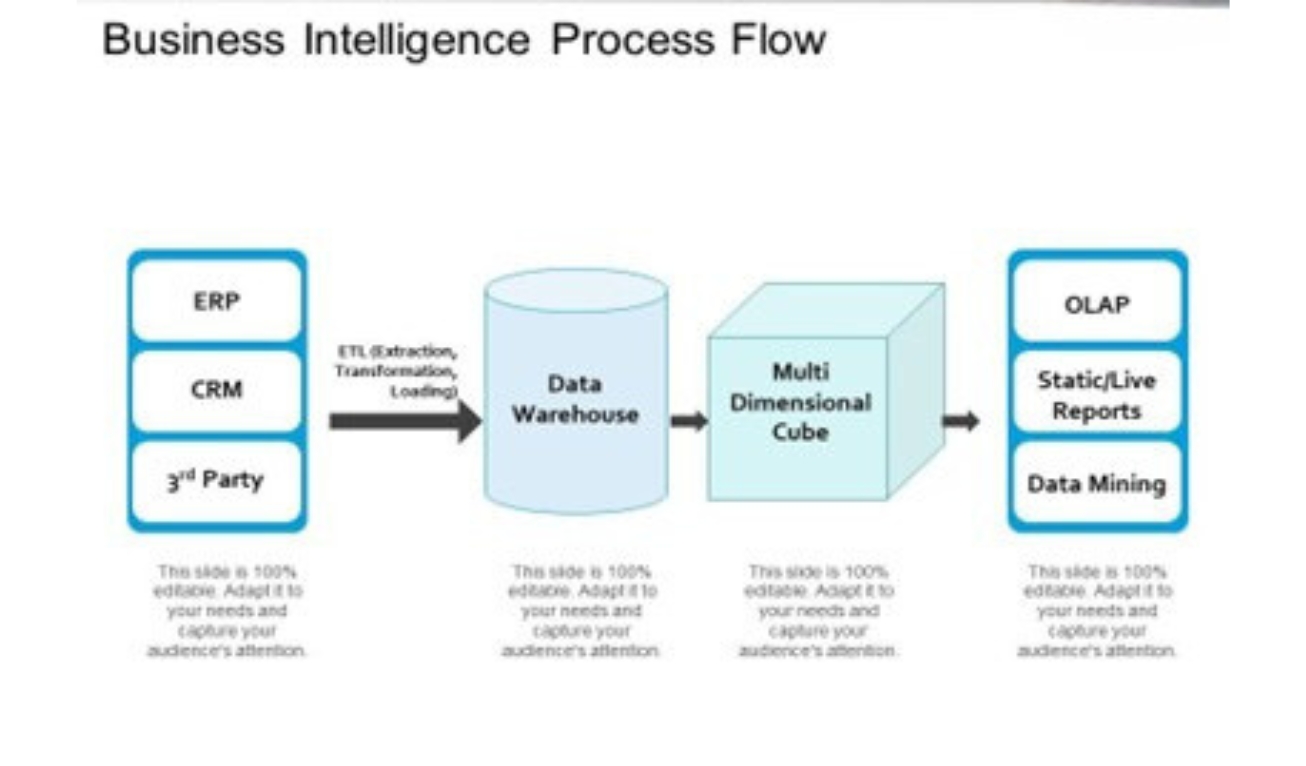 Business Intelligence Process Flow
ERP
CRM
3rd Party
ETL (Extraction,
Transformation,
Loading)
Data
Warehouse
Multi
Dimensional
Cube
OLAP
Static/Live
Reports
Data Mining
This slide is 100%
editable. Adapt it to
your needs and
capture your
audience's attention.
This slide is 100%
editable. Adapt it to
your needs and
capture your
audience's attention.
This slide is 100%
editable. Adapt it to
your needs and
capture your
audience's attention.
This slide is 100%
editable. Adapt it to
your needs and
capture your
audience's attention.